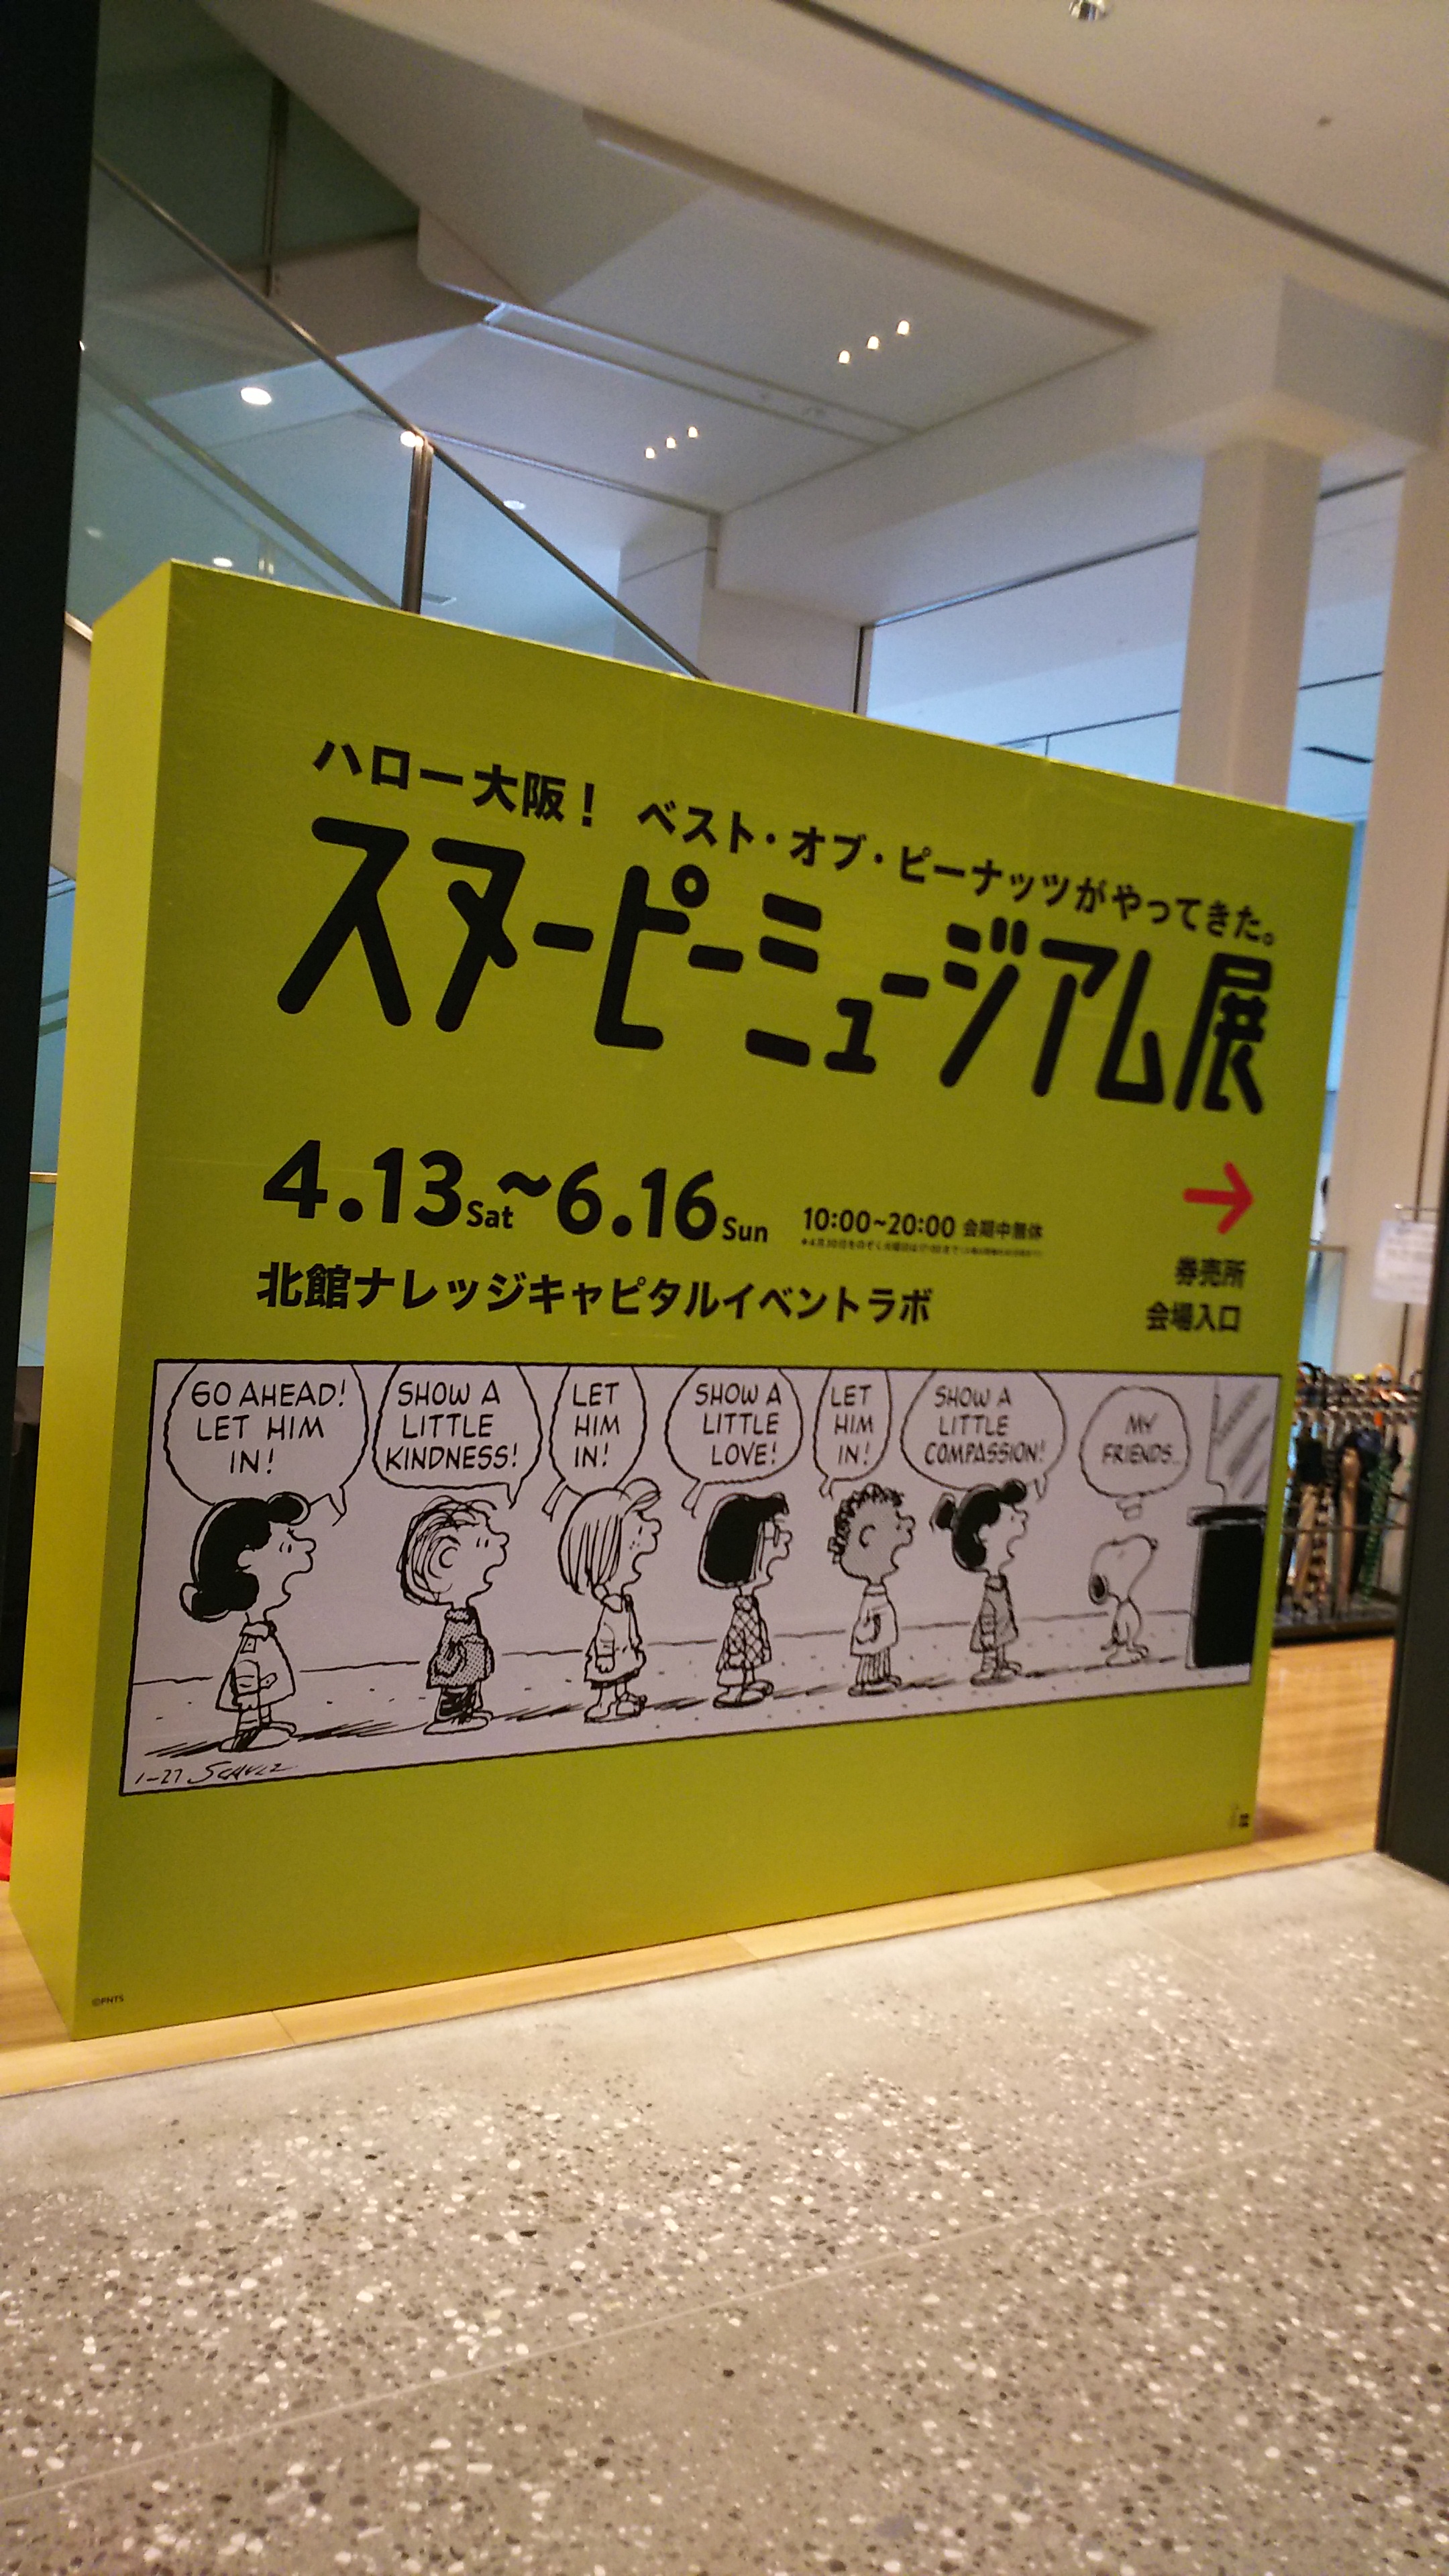 ハロー大阪！ ベスト・オブ・ピーナッツがやってきた。
スヌーピーミュージアム展
4.13Sat~6.16Sun 10:00~20:00 会期中無休
北館ナレッジキャピタルイベントラボ
→
券売所
会場入口
GO AHEAD!
LET HIM
IN!
SHOW A
LITTLE
KINDNESS!
LET
HIM
IN!
SHOW A
LITTLE
LOVE!
LET
HIM
IN!
SHOW A
LITTLE
COMPASSION!
MY
FRIENDS..
1-27 SCHULZ
©PNTS